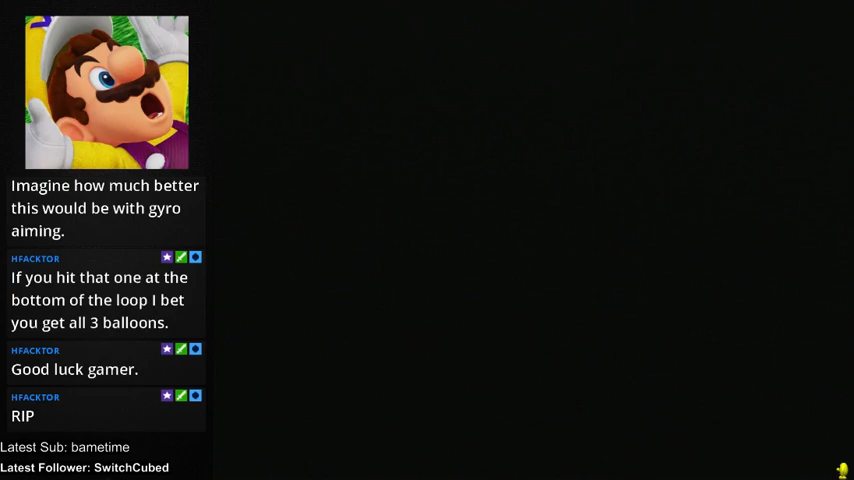 Imagine how much better
this would be with gyro
aiming.
HFACKTOR
If you hit that one at the
bottom of the loop I bet
you get all 3 balloons.
HFACKTOR
Good luck gamer.
HFACKTOR
RIP
Latest Sub: bametime
Latest Follower: SwitchCubed